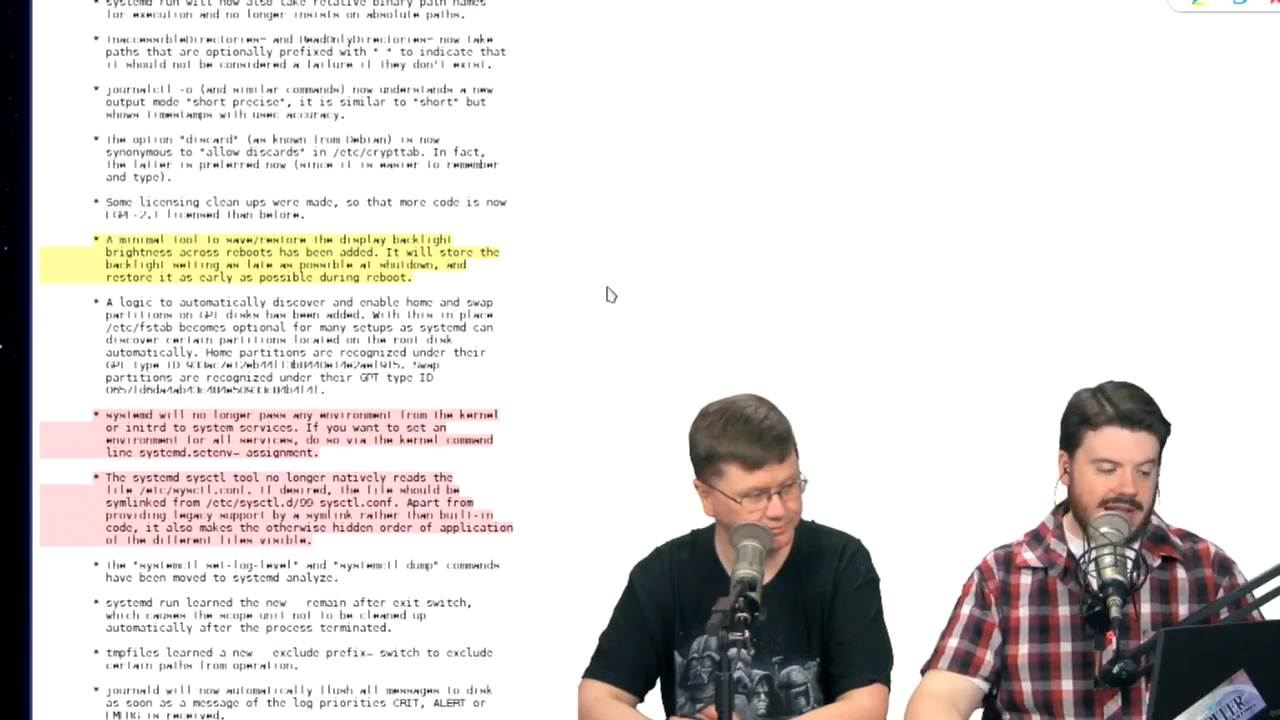 * systemd run will now also take relative binary path names
for execution and no longer insists on absolute paths.
* InaccessibleDirectories= and ReadOnlyDirectories= now take
paths that are optionally prefixed with " " to indicate that
it should not be considered a failure if they don't exist.
* journalctl -o (and similar commands) now understands a new
output mode "short precise", it is similar to "short" but
shows timestamps with usec accuracy.
* The option "discard" (as known from Debian) is now
synonymous to "allow discards" in /etc/crypttab. In fact,
the latter is preferred now (since it is easier to remember
and type).
* Some licensing clean ups were made, so that more code is now
LGPL-2.1 licensed than before.
* A minimal tool to save/restore the display backlight
brightness across reboots has been added. It will store the
backlight setting as late as possible at shutdown, and
restore it as early as possible during reboot.
* A logic to automatically discover and enable home and swap
partitions on GPT disks has been added. With this in place
/etc/fstab becomes optional for many setups as systemd can
discover certain partitions located on the root disk
automatically. Home partitions are recognized under their
GPT type ID Swap
partitions are recognized under their GPT type ID
* systemd will no longer pass any environment from the kernel
or initrd to system services. If you want to set an
environment for all services, do so via the kernel command
line systemd.setenv= assignment.
* The systemd sysctl tool no longer natively reads the
file /etc/sysctl.conf. If desired, the file should be
symlinked from /etc/sysctl.d/99 sysctl.conf. Apart from
providing legacy support by a symlink rather than built-in
code, it also makes the otherwise hidden order of application
of the different files visible.
* The "systemctl set-log-level" and "systemctl dump" commands
have been moved to systemd analyze.
* systemd run learned the new remain after exit switch,
which causes the scope unit not to be cleaned up
automatically after the process terminated.
* tmpfiles learned a new exclude prefix= switch to exclude
certain paths from operation.
* journald will now automatically flush all messages to disk
as soon as a message of the log priorities CRIT, ALERT or
EMERG is received.